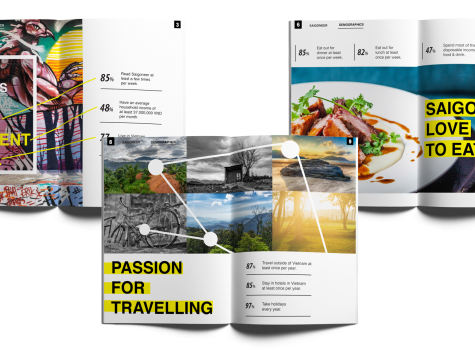 3
S
ENT
85%
Read Saigoneer at
least a few times
per week.
48%
Have an average
household income of
at least 37,000,000 VND
per month.
77
Live in Vietnam
6
SAIGONEER
DEMOGRAPHICS
85%
Eat out for
dinner at least
once per week.
82%
Eat out for
lunch at least
once per week.
47%
Spend most of the
disposable income
food & drink.
SAIGO
LOVE
TO EAT
8
9
PASSION
FOR
TRAVELLING
87%
Travel outside of Vietnam at
least once per year.
85%
Stay in hotels in Vietnam
at least once per year.
97%
Take holidays
every year.